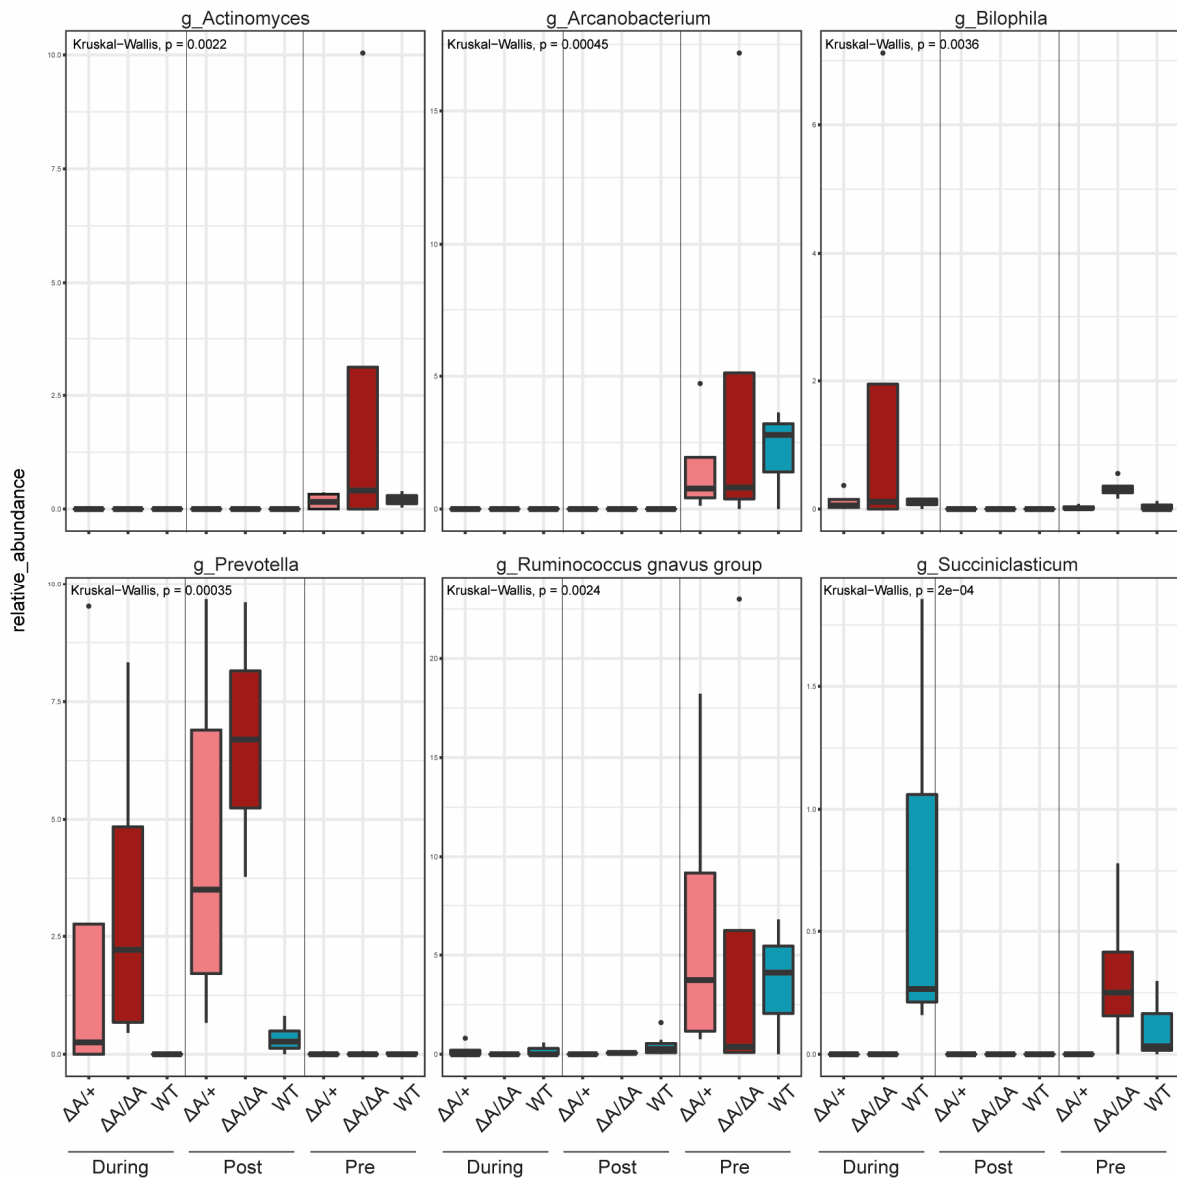 g_Actinomyces
g_Arcanobacterium
g_Bilophila
Kruskal−Wallis, p = 0.0022
Kruskal−Wallis, p = 0.00045
Kruskal−Wallis, p = 0.0036
10.0
7.5
5.0
2.5
0.0
15
10
5
0
6
4
2
0
relative_abundance
g_Prevotella
g_Ruminococcus gnavus group
g_Succiniclasticum
Kruskal−Wallis, p = 0.00035
Kruskal−Wallis, p = 0.0024
Kruskal−Wallis, p = 2e−04
10.0
7.5
5.0
2.5
0.0
20
15
10
5
0
1.5
1.0
0.5
0.0
ΔA/+ ΔA/ΔA WT ΔA/+ ΔA/ΔA WT ΔA/+ ΔA/ΔA WT
ΔA/+ ΔA/ΔA WT ΔA/+ ΔA/ΔA WT ΔA/+ ΔA/ΔA WT
ΔA/+ ΔA/ΔA WT ΔA/+ ΔA/ΔA WT ΔA/+ ΔA/ΔA WT
During Post Pre
During Post Pre
During Post Pre